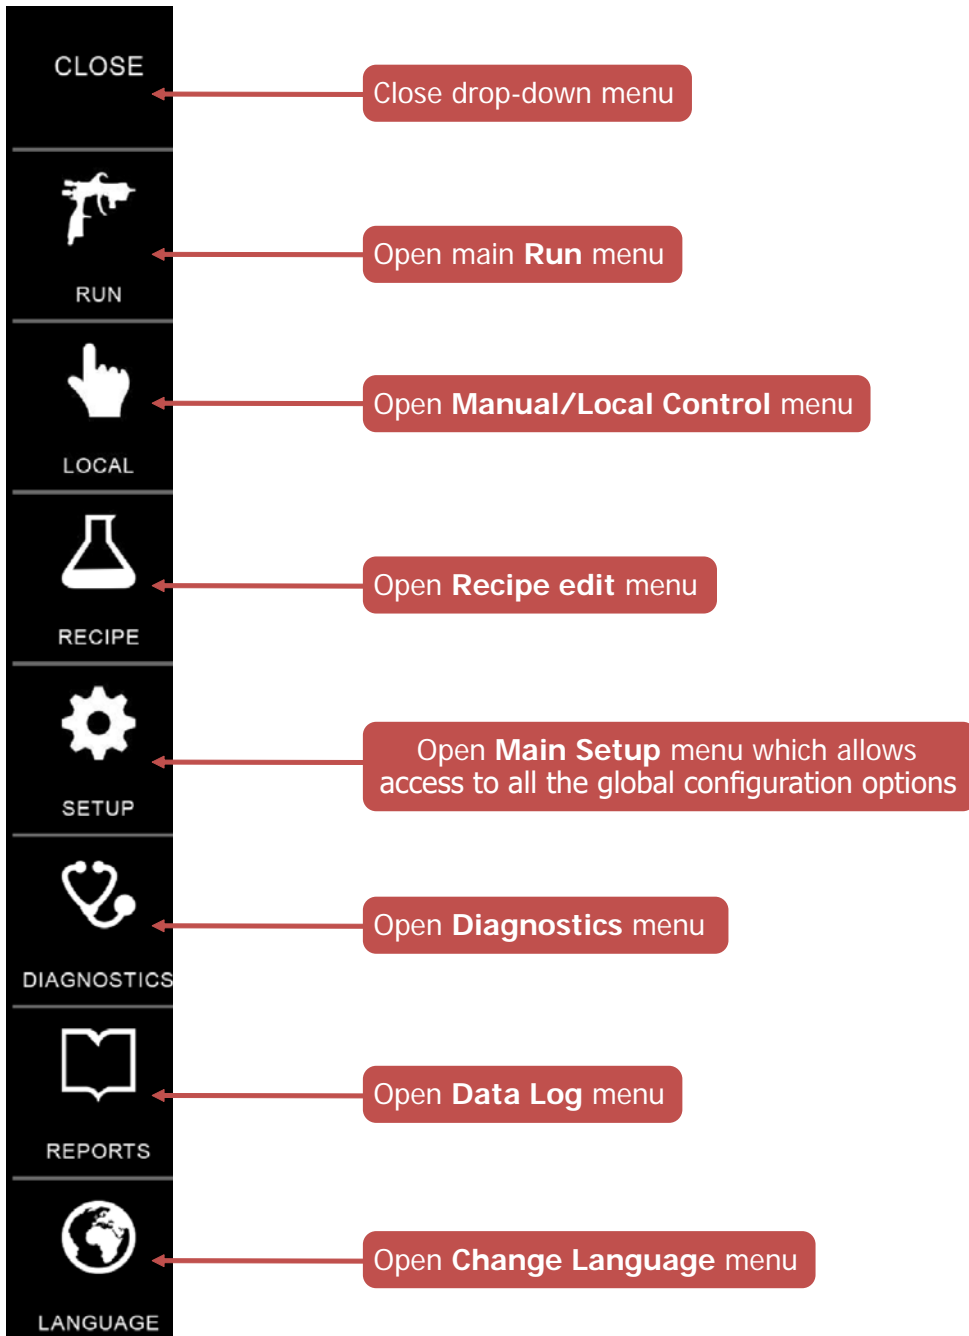 CLOSE
Close drop-down menu
Open main Run menu
RUN
Open Manual/Local Control menu
LOCAL
Open Recipe edit menu
RECIPE
Open Main Setup menu which allows
access to all the global configuration options
SETUP
Open Diagnostics menu
DIAGNOSTICS
Open Data Log menu
REPORTS
Open Change Language menu
LANGUAGE